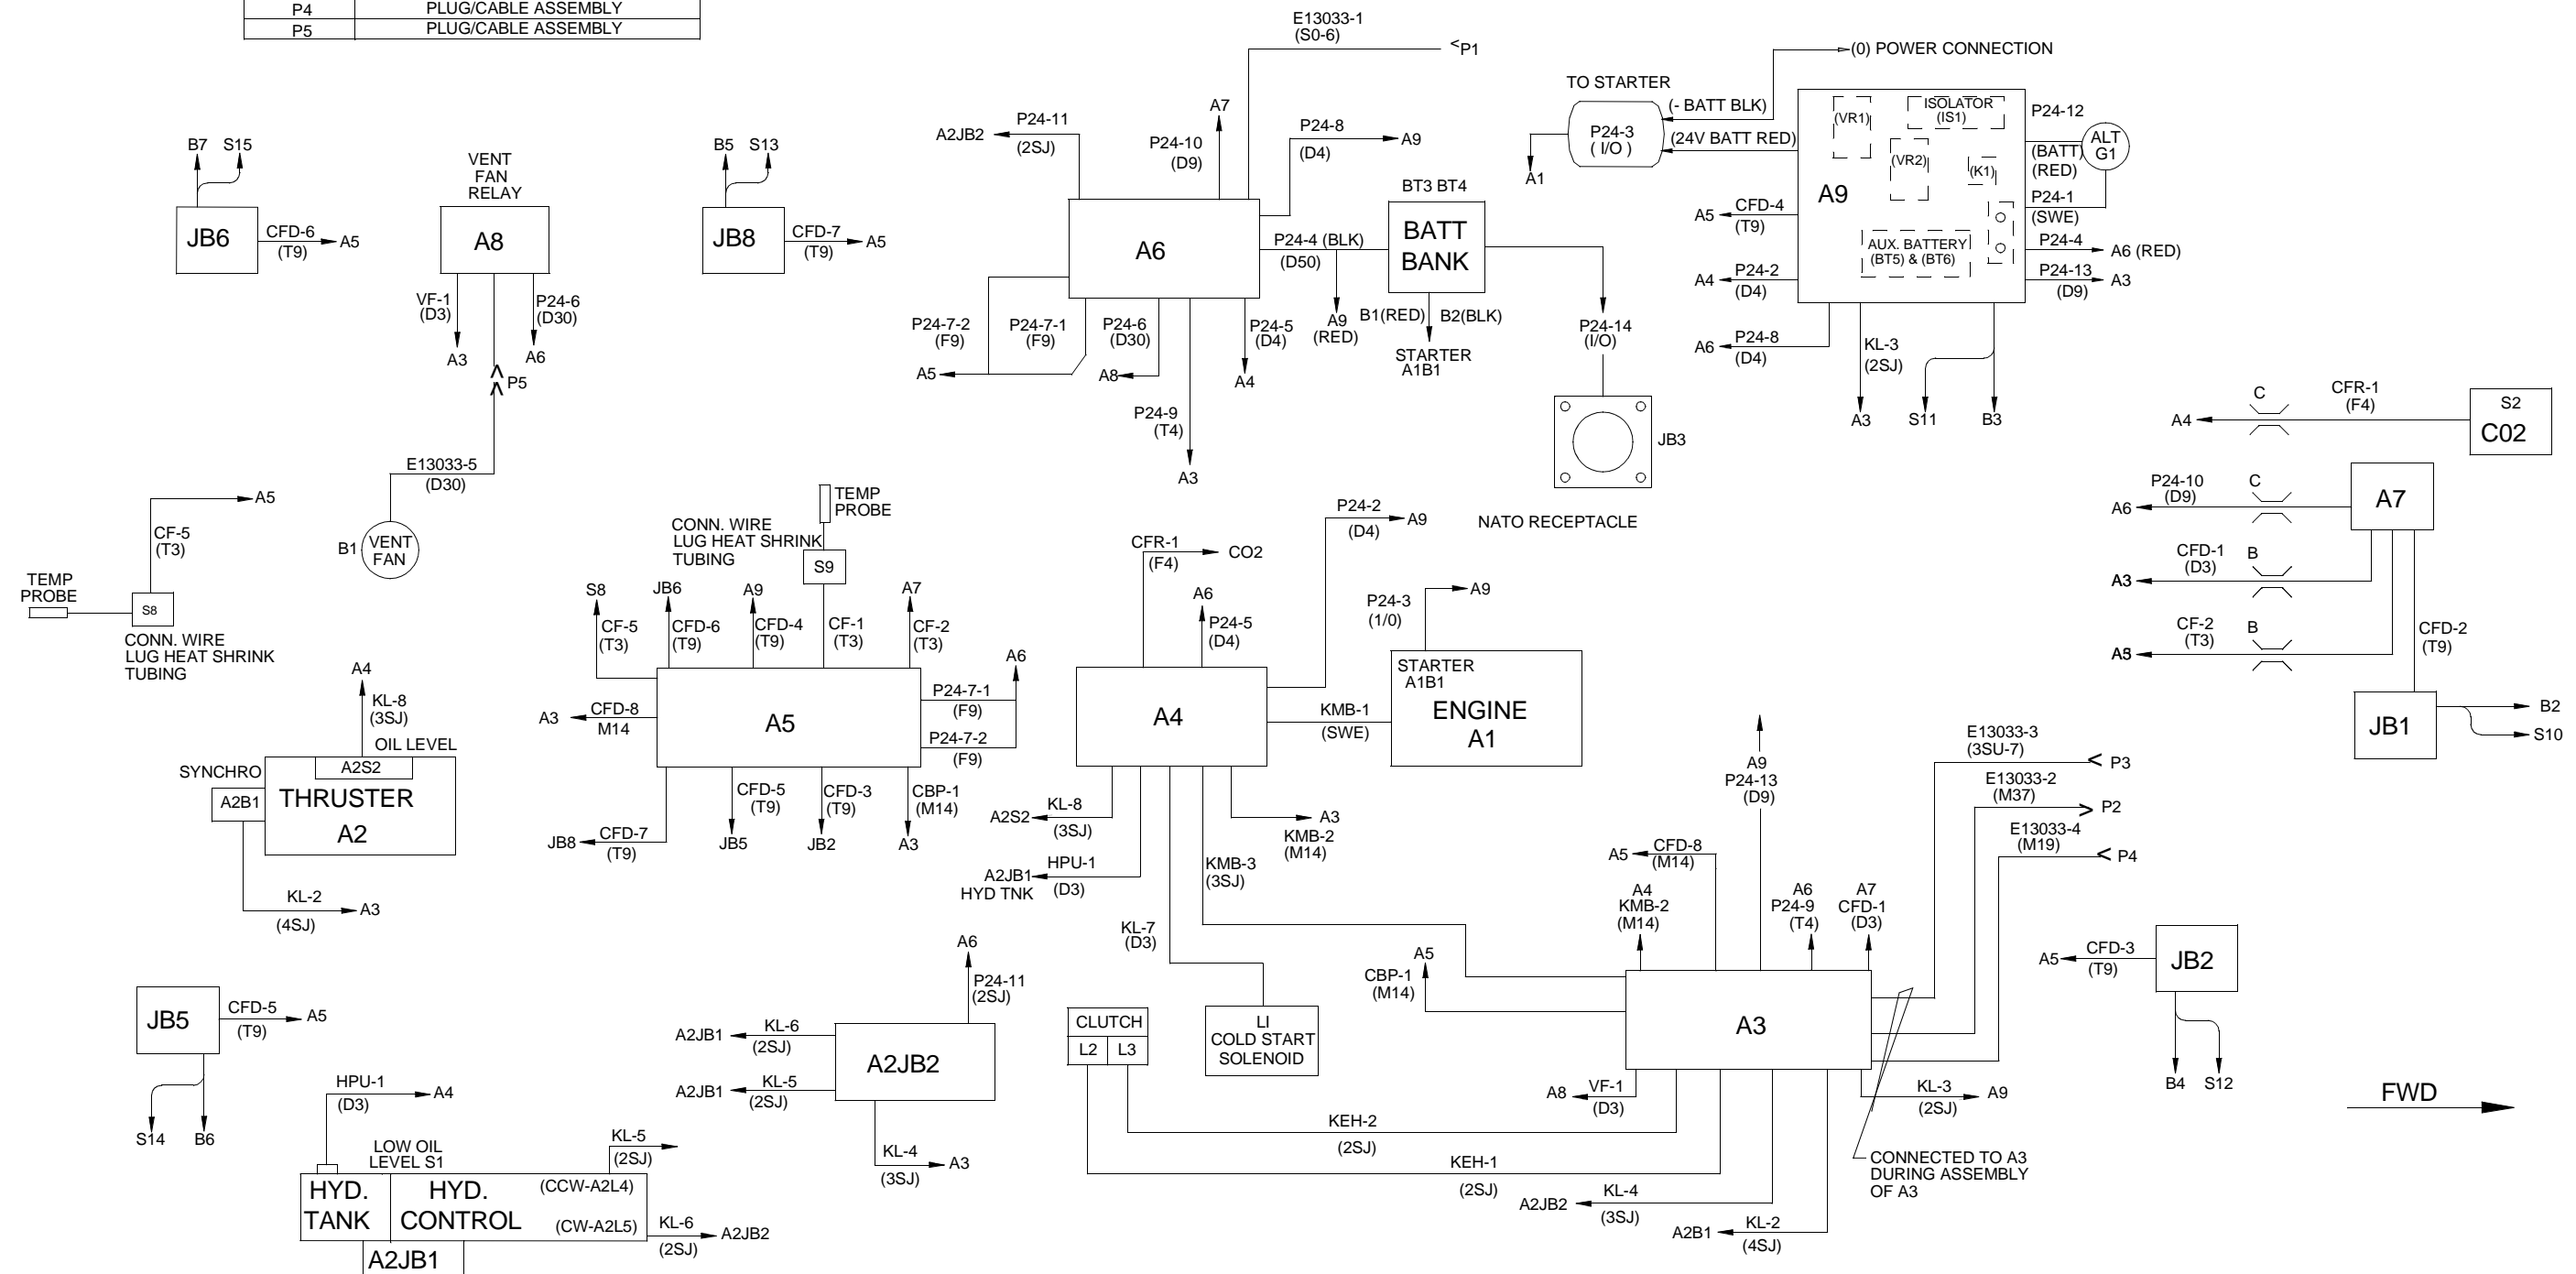 P4 PLUG/CABLE ASSEMBLY
P5 PLUG/CABLE ASSEMBLY
E13033-1
(S0-6)
<P1
A2JB2
P24-11
(2SJ)
A7
P24-10
(D9)
P24-8
(D4)
A9
A6
P24-4 (BLK)
(D50)
A9
(RED)
P24-7-2
(F9)
P24-7-1
(F9)
A5
P24-6
(D30)
A8
P24-9
(T4)
A3
P24-5
(D4)
A4
BT3 BT4
BATT
BANK
B1(RED)
B2(BLK)
STARTER
A1B1
P24-14
(I/O)
JB3
NATO RECEPTACLE
TO STARTER
P24-3
( I/O )
A1
(0) POWER CONNECTION
(- BATT BLK)
(24V BATT RED)
(VR1)
ISOLATOR
(IS1)
(VR2)
(K1)
A9
AUX. BATTERY
(BT5) & (BT6)
P24-12
(BATT)
(RED)
ALT
G1
P24-1
(SWE)
P24-4
A6 (RED)
P24-13
(D9)
A3
A5
CFD-4
(T9)
A4
P24-2
(D4)
A6
P24-8
(D4)
KL-3
(2SJ)
A3
S11
B3
B7
S15
JB6
CFD-6
(T9)
A5
VENT
FAN
RELAY
A8
VF-1
(D3)
A3
P24-6
(D30)
A6
P5
E13033-5
(D30)
B1
VENT
FAN
B5
S13
JB8
CFD-7
(T9)
A5
A5
CF-5
(T3)
TEMP
PROBE
S8
CONN. WIRE
LUG HEAT SHRINK
TUBING
A4
KL-8
(3SJ)
OIL LEVEL
A2S2
SYNCHRO
A2B1
THRUSTER
A2
KL-2
(4SJ)
A3
TEMP
PROBE
CONN. WIRE
LUG HEAT SHRINK
TUBING
S9
S8
CF-5
(T3)
JB6
CFD-6
(T9)
A9
CFD-4
(T9)
CF-1
(T3)
A7
CF-2
(T3)
A6
P24-7-1
(F9)
P24-7-2
(F9)
A3
CFD-8
M14
A5
JB8
CFD-7
(T9)
CFD-5
(T9)
JB5
CFD-3
(T9)
JB2
CBP-1
(M14)
A3
CFR-1
(F4)
CO2
A6
P24-5
(D4)
P24-2
(D4)
A9
P24-3
(1/0)
A9
A4
KMB-1
(SWE)
STARTER
A1B1
ENGINE
A1
A2S2
KL-8
(3SJ)
A2JB1
HYD TNK
HPU-1
(D3)
KMB-3
(3SJ)
A3
KMB-2
(M14)
KL-7
(D3)
LI
COLD START
SOLENOID
CLUTCH
L2
L3
KEH-2
(2SJ)
KEH-1
(2SJ)
A4
C
CFR-1
(F4)
S2
C02
A6
P24-10
(D9)
C
A7
A3
CFD-1
(D3)
B
A5
CF-2
(T3)
B
CFD-2
(T9)
JB1
B2
S10
A9
P24-13
(D9)
E13033-3
(3SU-7)
< P3
E13033-2
(M37)
> P2
E13033-4
(M19)
< P4
A5
CFD-8
(M14)
A4
KMB-2
(M14)
A6
P24-9
(T4)
A7
CFD-1
(D3)
A5
CBP-1
(M14)
A3
A8
VF-1
(D3)
KL-3
(2SJ)
A9
CONNECTED TO A3
DURING ASSEMBLY
OF A3
A2JB2
KL-4
(3SJ)
A2B1
KL-2
(4SJ)
A5
CFD-3
(T9)
JB2
B4
S12
FWD
JB5
CFD-5
(T9)
A5
S14
B6
HPU-1
(D3)
A4
LOW OIL
LEVEL S1
KL-5
(2SJ)
HYD.
TANK
HYD.
CONTROL
(CCW-A2L4)
(CW-A2L5)
KL-6
(2SJ)
A2JB2
A2JB1
A6
P24-11
(2SJ)
A2JB1
KL-6
(2SJ)
A2JB1
KL-5
(2SJ)
A2JB2
KL-4
(3SJ)
A3